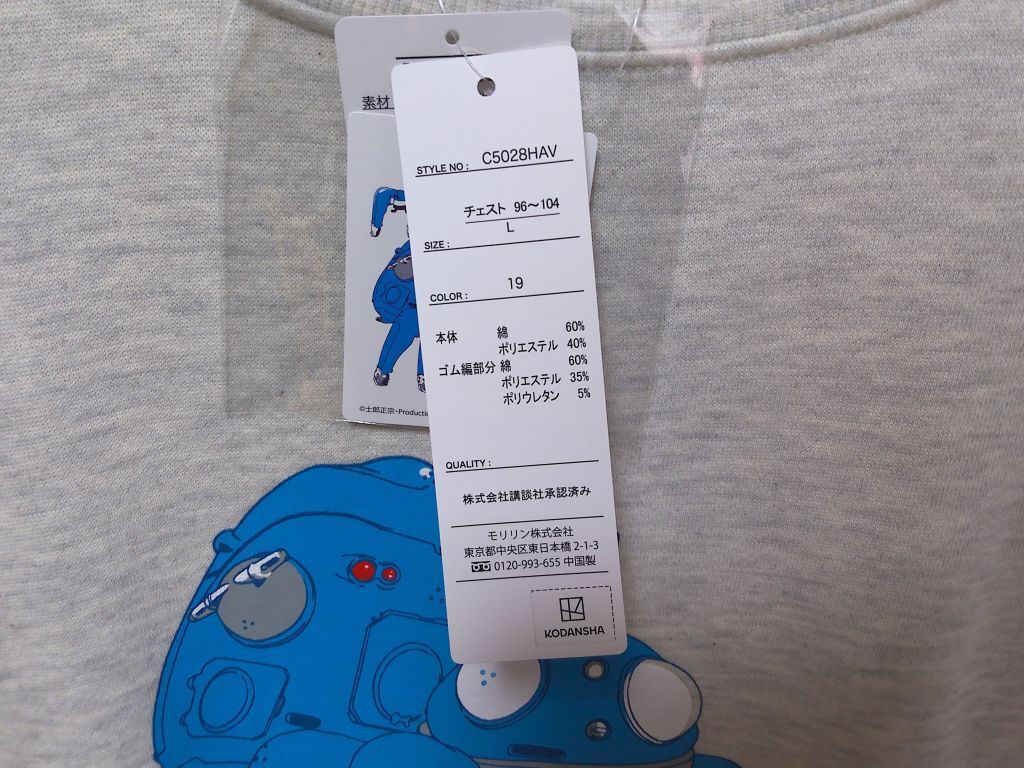 素材
STYLE NO : C5028HAV
チェスト 96～104
L
SIZE :
COLOR : 19
本体 綿 60%
ポリエステル 40%
ゴム編部分 綿 60%
ポリエステル 35%
ポリウレタン 5%
QUALITY :
株式会社講談社承認済み
モリリン株式会社
東京都中央区東日本橋 2-1-3
0120-993-655 中国製
KODANSHA
©士郎正宗・Productio